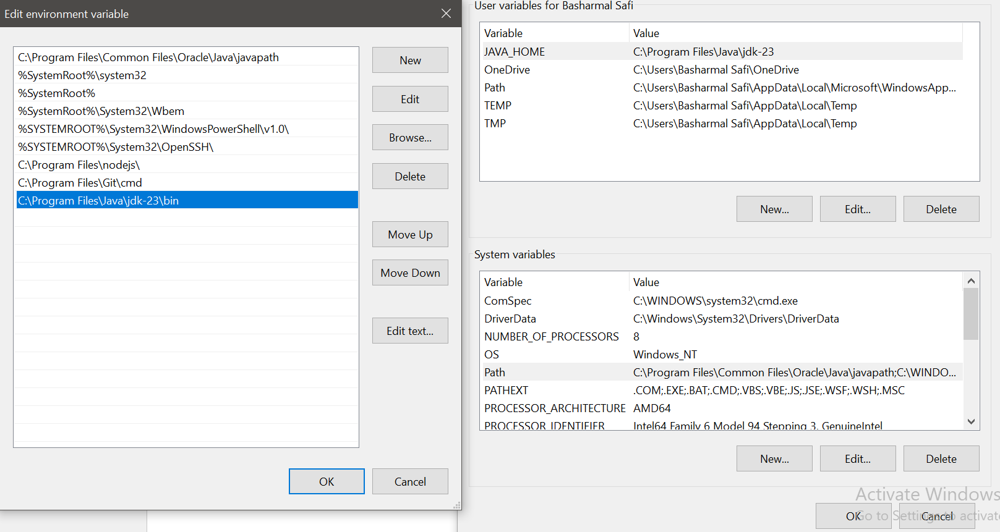 Edit environment variable
C:\Program Files\Common Files\Oracle\Java\javapath
%SystemRoot%\system32
%SystemRoot%
%SystemRoot%\System32\Wbem
%SYSTEMROOT%\System32\WindowsPowerShell\v1.0\
%SYSTEMROOT%\System32\OpenSSH\
C:\Program Files\nodejs\
C:\Program Files\Git\cmd
C:\Program Files\Java\jdk-23\bin
New
Edit
Browse...
Delete
Move Up
Move Down
Edit text...
OK Cancel
User variables for Basharmal Safi
Variable Value
JAVA_HOME C:\Program Files\Java\jdk-23
OneDrive C:\Users\Basharmal Safi\OneDrive
Path C:\Users\Basharmal Safi\AppData\Local\Microsoft\WindowsApp...
TEMP C:\Users\Basharmal Safi\AppData\Local\Temp
TMP C:\Users\Basharmal Safi\AppData\Local\Temp
New... Edit... Delete
System variables
Variable Value
ComSpec C:\WINDOWS\system32\cmd.exe
DriverData C:\Windows\System32\Drivers\DriverData
NUMBER_OF_PROCESSORS 8
OS Windows_NT
Path C:\Program Files\Common Files\Oracle\Java\javapath;C:\WINDO...
PATHEXT .COM;.EXE;.BAT;.CMD;.VBS;.VBE;.JS;.JSE;.WSF;.WSH;.MSC
PROCESSOR_ARCHITECTURE AMD64
PROCESSOR_IDENTIFIER Intel64 Family 6 Model 94 Stepping 3, GenuineIntel
New... Edit... Delete
Activate Windows
Go to Settings to activate
OK Cancel